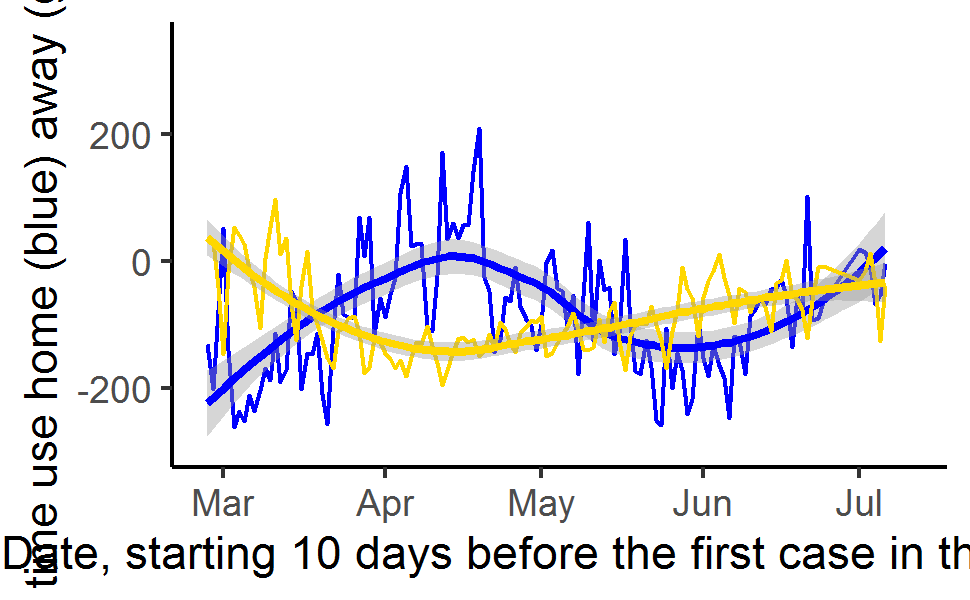 time use home (blue) away (
200
0
-200
Mar Apr May Jun Jul
Date, starting 10 days before the first case in th